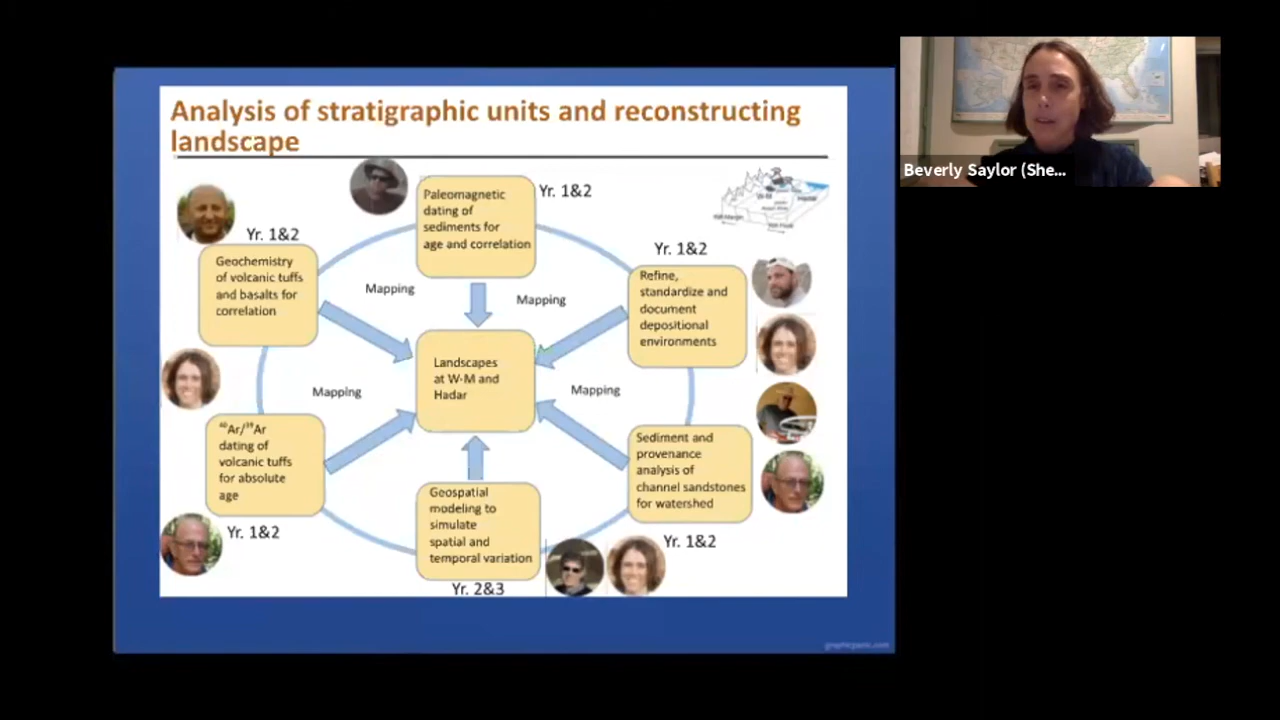 Analysis of stratigraphic units and reconstructing
landscape
Paleomagnetic
dating of
sediments for
age and correlation
Yr. 1&2
Yr. 1&2
Geochemistry
of volcanic tuffs
and basalts for
correlation
Mapping
Mapping
Yr. 1&2
Refine,
standardize and
document
depositional
environments
Landscapes
at W-M and
Hadar
Mapping
Mapping
⁴⁰Ar/³⁹Ar
dating of
volcanic tuffs
for absolute
age
Yr. 1&2
Geospatial
modeling to
simulate
spatial and
temporal variation
Yr. 2&3
Sediment and
provenance
analysis of
channel sandstones
for watershed
Yr. 1&2
Beverly Saylor (She...